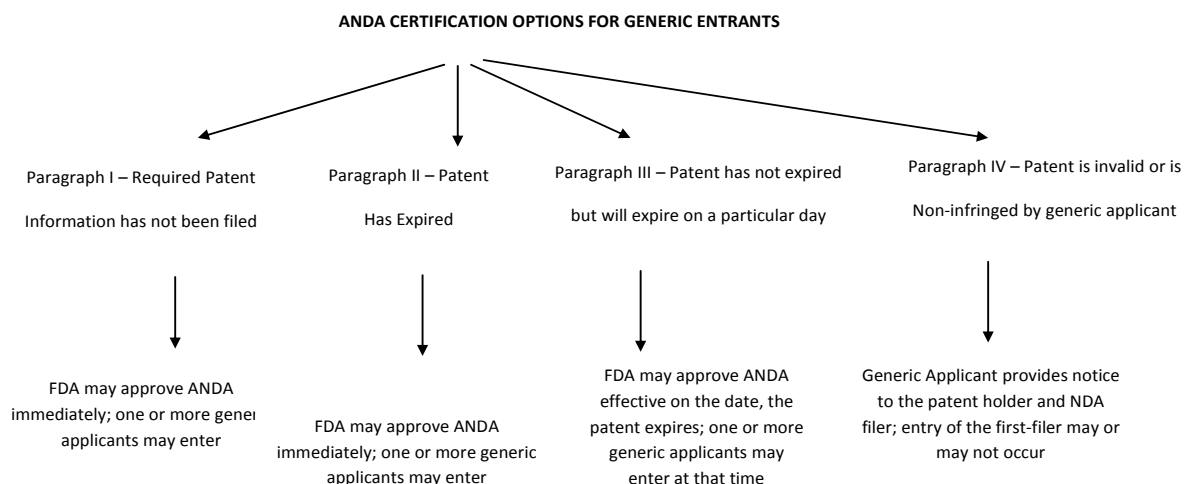 ANDA CERTIFICATION OPTIONS FOR GENERIC ENTRANTS
Paragraph I – Required Patent
Information has not been filed
Paragraph II – Patent
Has Expired
Paragraph III – Patent has not expired
but will expire on a particular day
Paragraph IV – Patent is invalid or is
Non-infringed by generic applicant
FDA may approve ANDA
immediately; one or more gener
applicants may enter
FDA may approve ANDA
immediately; one or more generic
applicants may enter
FDA may approve ANDA
effective on the date, the
patent expires; one or more
generic applicants may
enter at that time
Generic Applicant provides notice
to the patent holder and NDA
filer; entry of the first-filer may or
may not occur